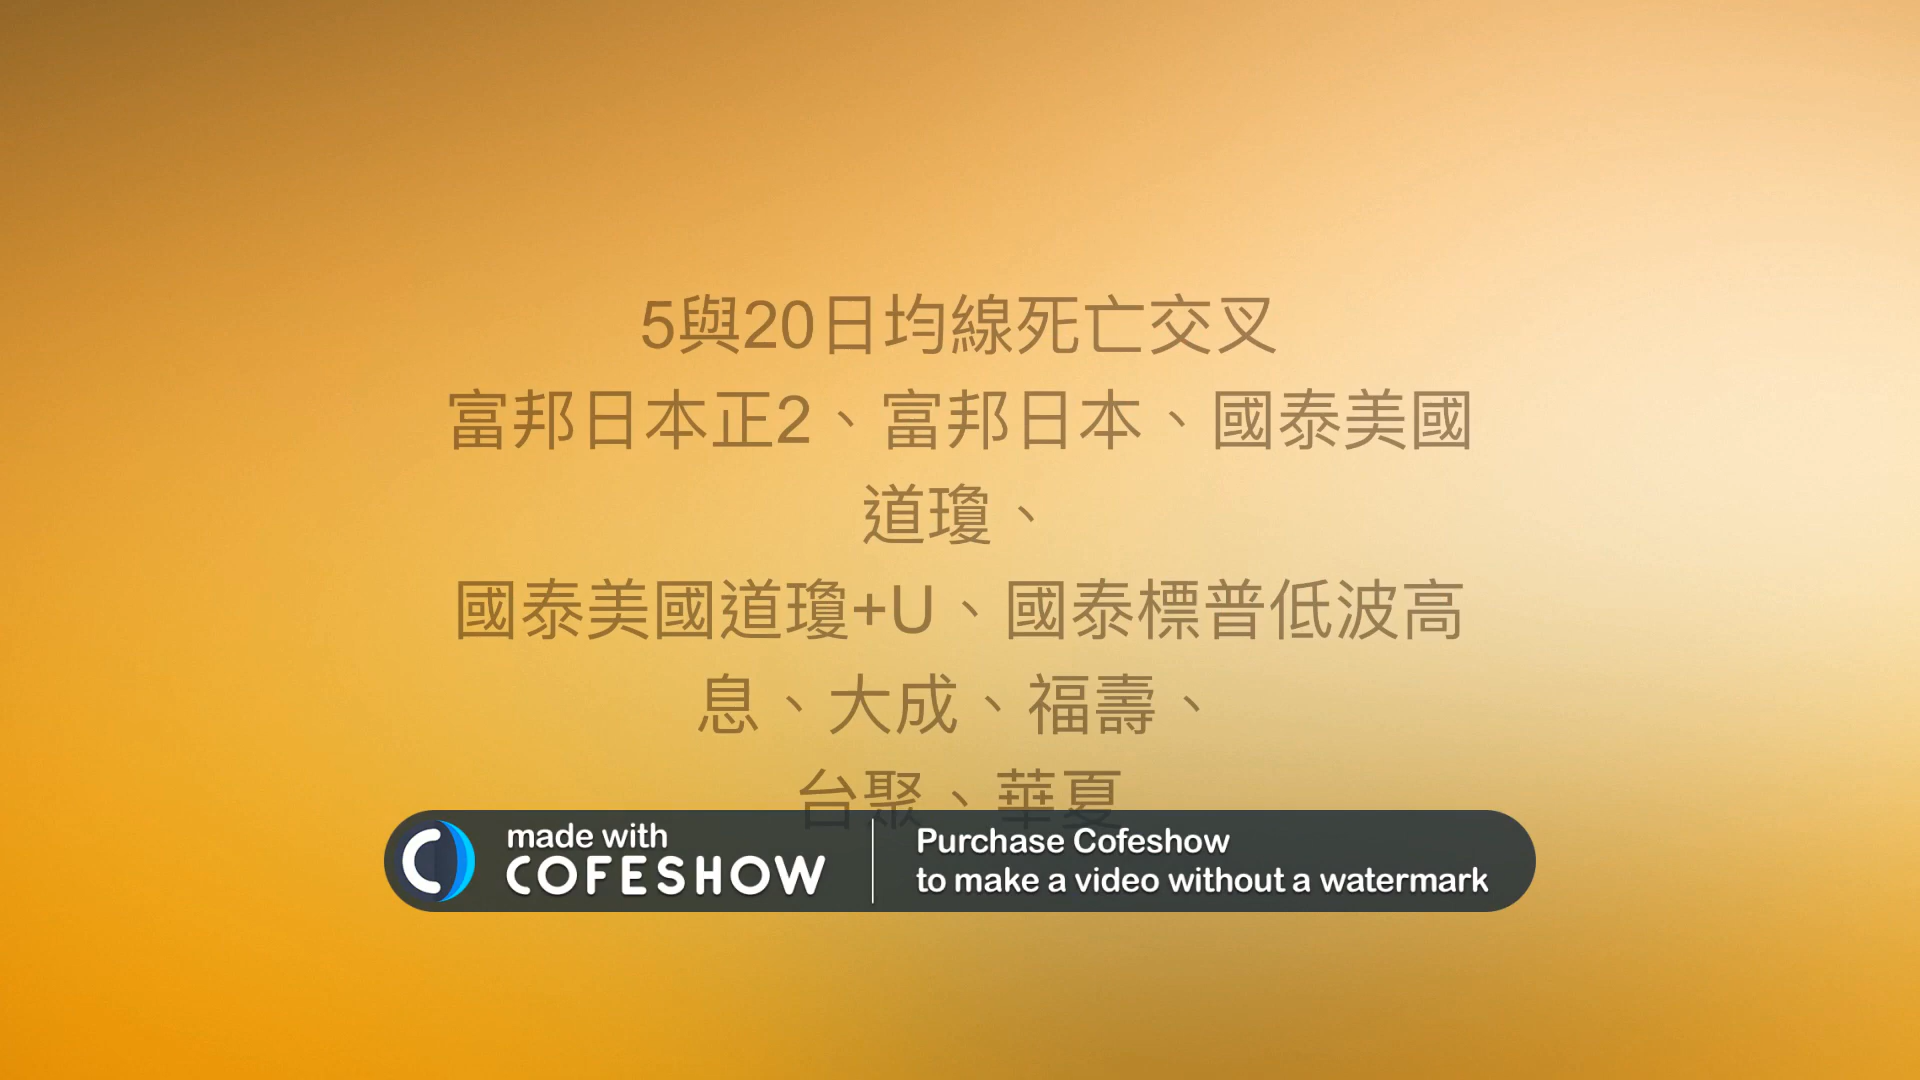 5與20日均線死亡交叉
富邦日本正2、富邦日本、國泰美國
道瓊、
國泰美國道瓊+U、國泰標普低波高
息、大成、福壽、
台聚、華夏
made with
COFESHOW
Purchase Cofeshow
to make a video without a watermark